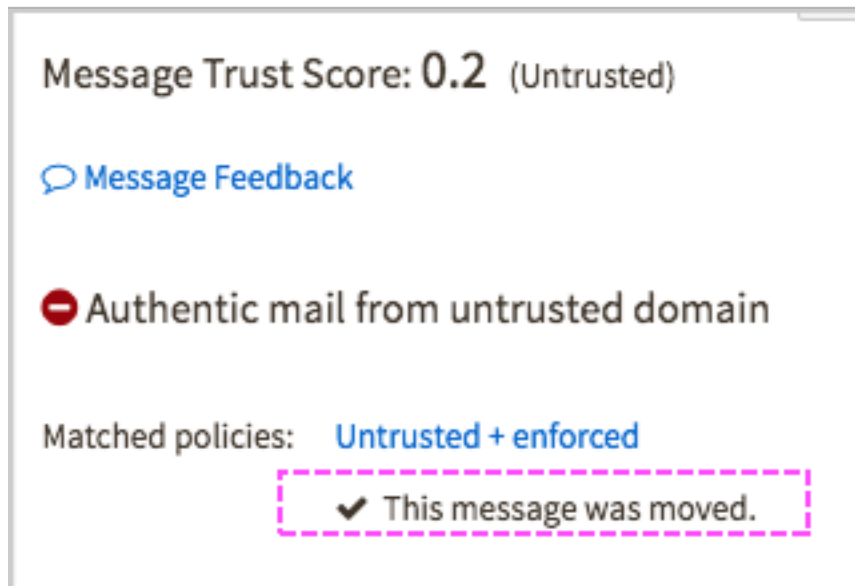 Message Trust Score: 0.2 (Untrusted)
Message Feedback
Authentic mail from untrusted domain
Matched policies: Untrusted + enforced
This message was moved.